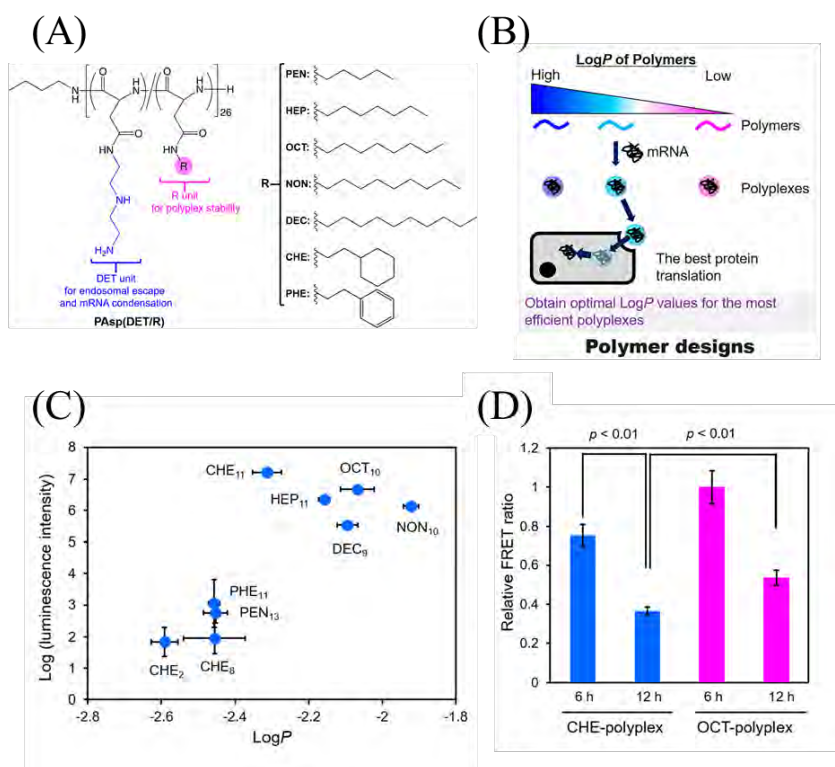 (A)
O
O
N
H
N
H
N
H
H
26
O
O
HN
HN
R
NH
H₂N
R unit
for polyplex stability
DET unit
for endosomal escape
and mRNA condensation
PAsp(DET/R)
R
PEN:
HEP:
OCT:
NON:
DEC:
CHE:
PHE:
(B)
LogP of Polymers
High
Low
Polymers
mRNA
Polyplexes
The best protein
translation
Obtain optimal LogP values for the most
efficient polyplexes
Polymer designs
(C)
Log (luminescence intensity)
8
7
6
5
4
3
2
1
0
CHE₁₁
OCT₁₀
HEP₁₁
NON₁₀
DEC₉
PHE₁₁
PEN₁₃
CHE₂
CHE₆
-2.8
-2.6
-2.4
-2.2
-2
-1.8
LogP
(D)
p < 0.01
p < 0.01
Relative FRET ratio
1.2
1
0.8
0.6
0.4
0.2
0
6 h
12 h
6 h
12 h
CHE-polyplex
OCT-polyplex